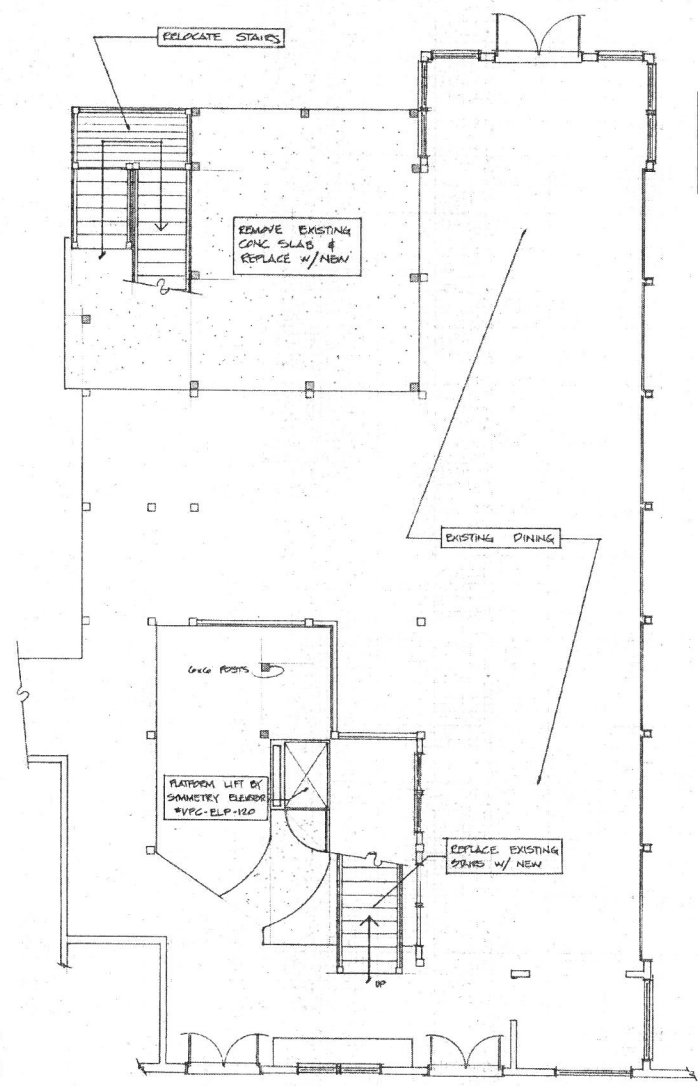 RELOCATE STAIRS
REMOVE EXISTING
CONC SLAB &
REPLACE W/NEW
EXISTING DINING
6x6 POSTS
PLATFORM LIFT BY
SYMMETRY ELEVATOR
#VPC-ELP-120
REPLACE EXISTING
STAIRS W/ NEW
UP